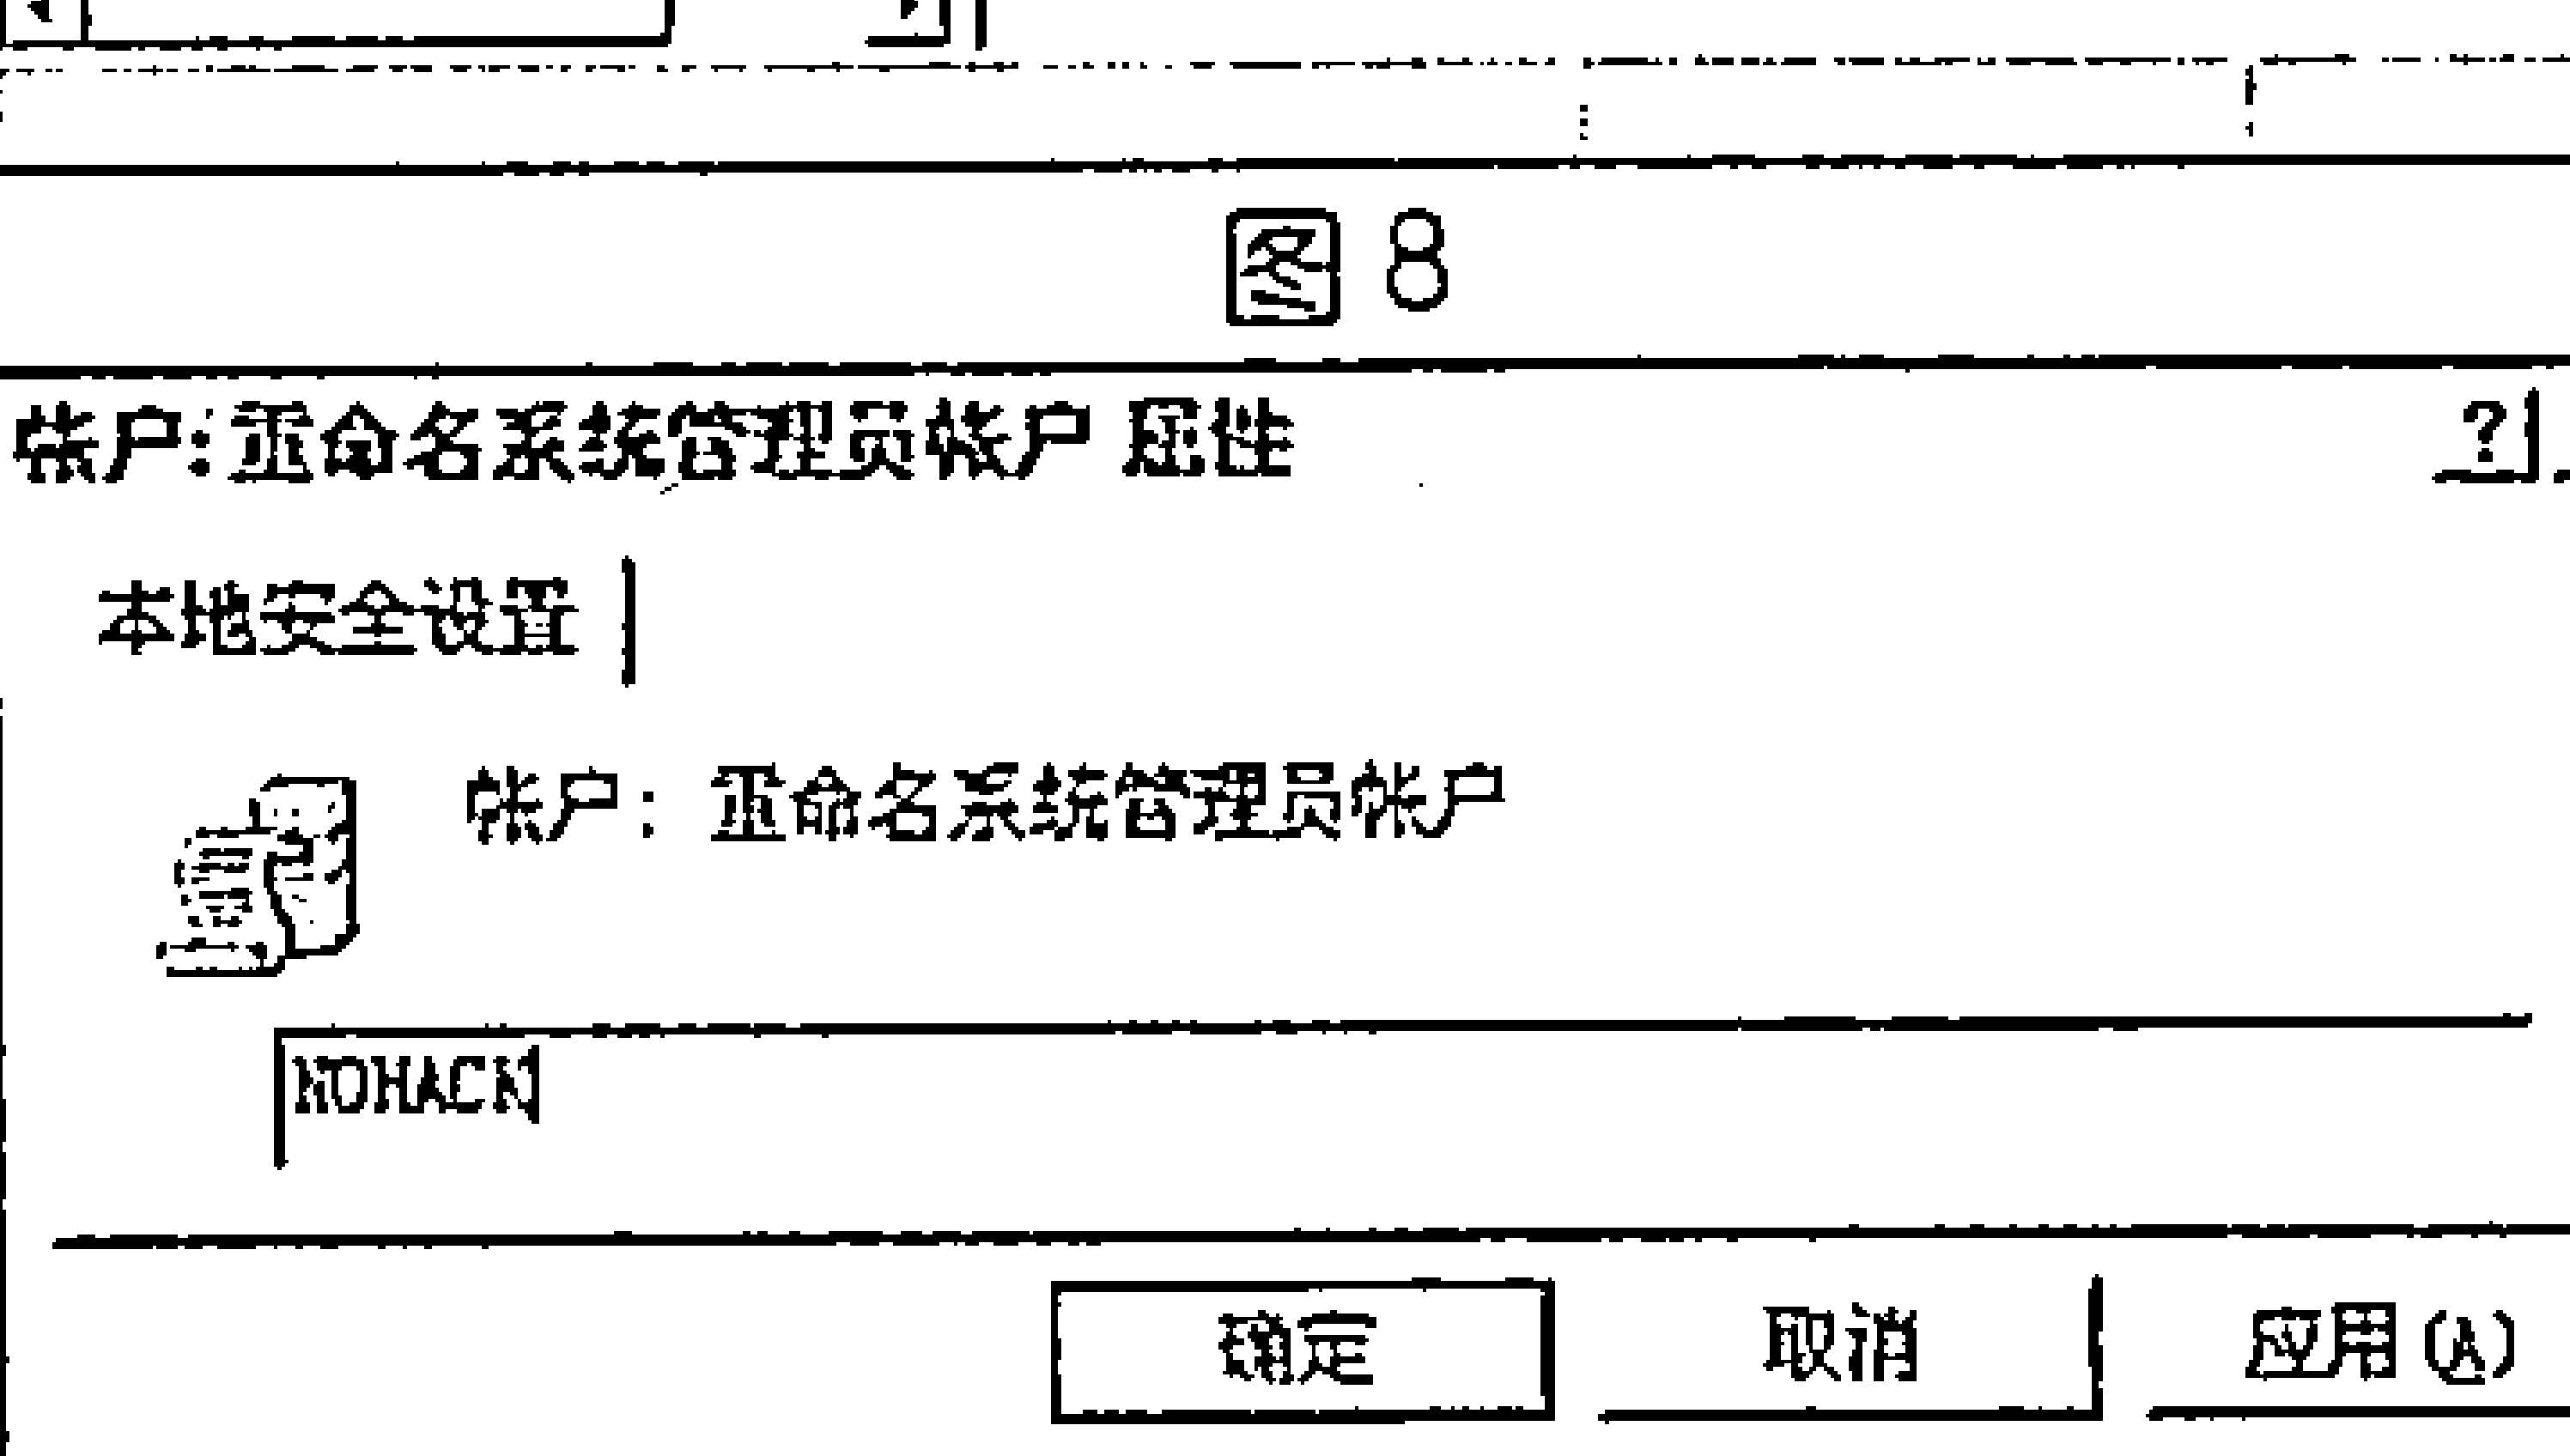 图 8
帐户:重命名系统管理员帐户 属性
?
本地安全设置
帐户: 重命名系统管理员帐户
NOHACK
确定 取消 应用(A)